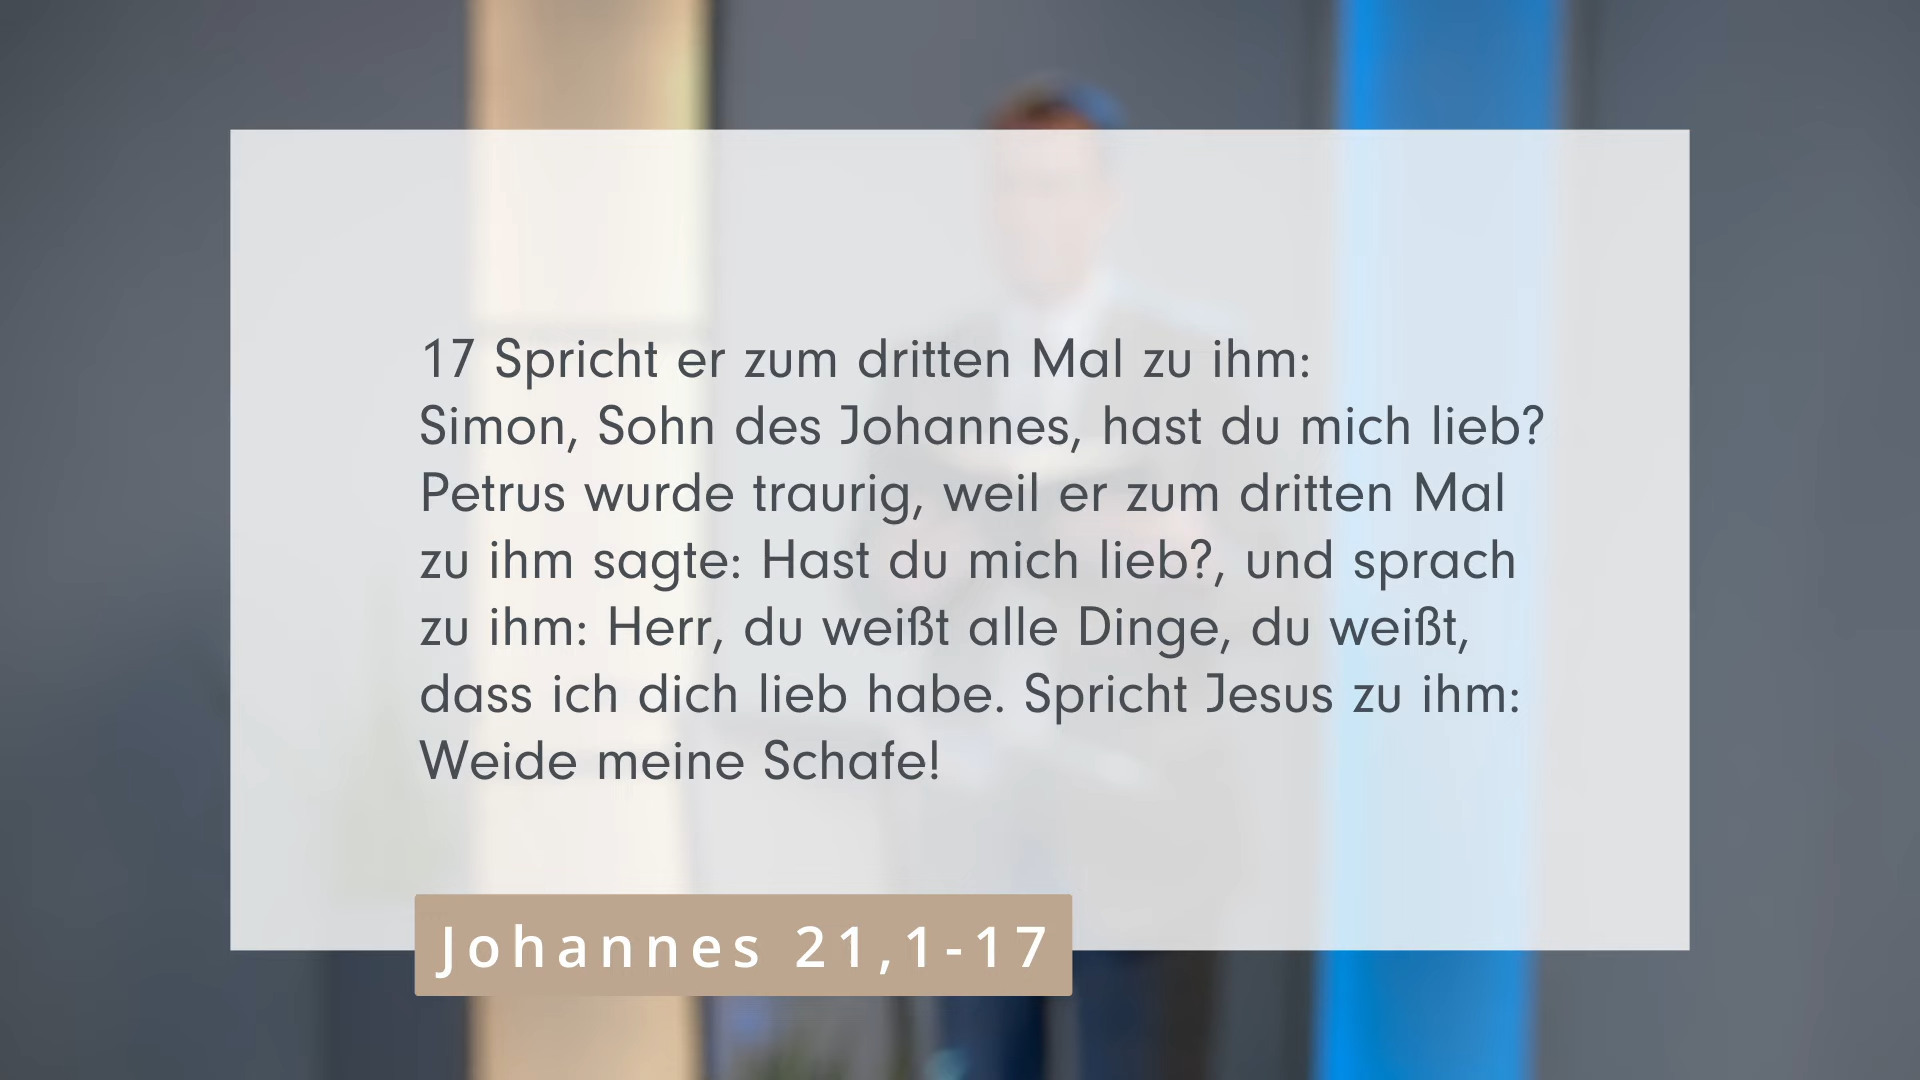 17 Spricht er zum dritten Mal zu ihm:
Simon, Sohn des Johannes, hast du mich lieb?
Petrus wurde traurig, weil er zum dritten Mal
zu ihm sagte: Hast du mich lieb?, und sprach
zu ihm: Herr, du weißt alle Dinge, du weißt,
dass ich dich lieb habe. Spricht Jesus zu ihm:
Weide meine Schafe!
Johannes 21,1-17